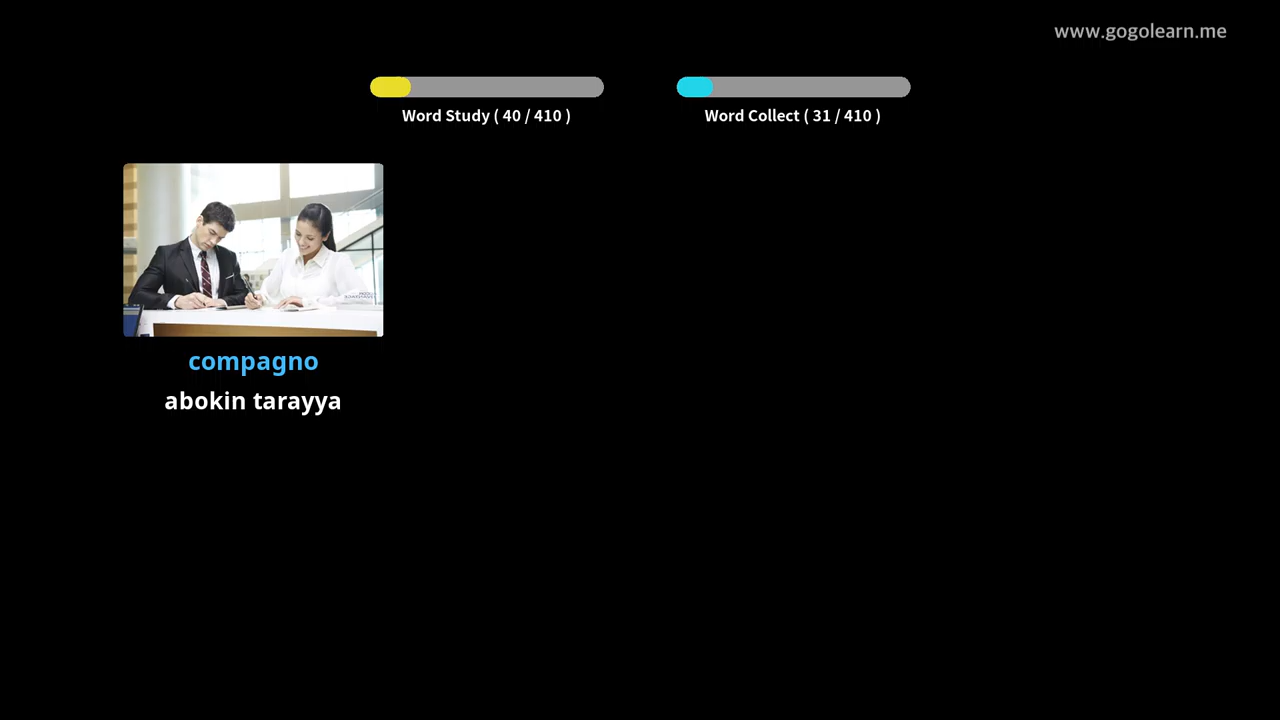 www.gogolearn.me
Word Study ( 40 / 410 )
Word Collect ( 31 / 410 )
compagno
abokin tarayya